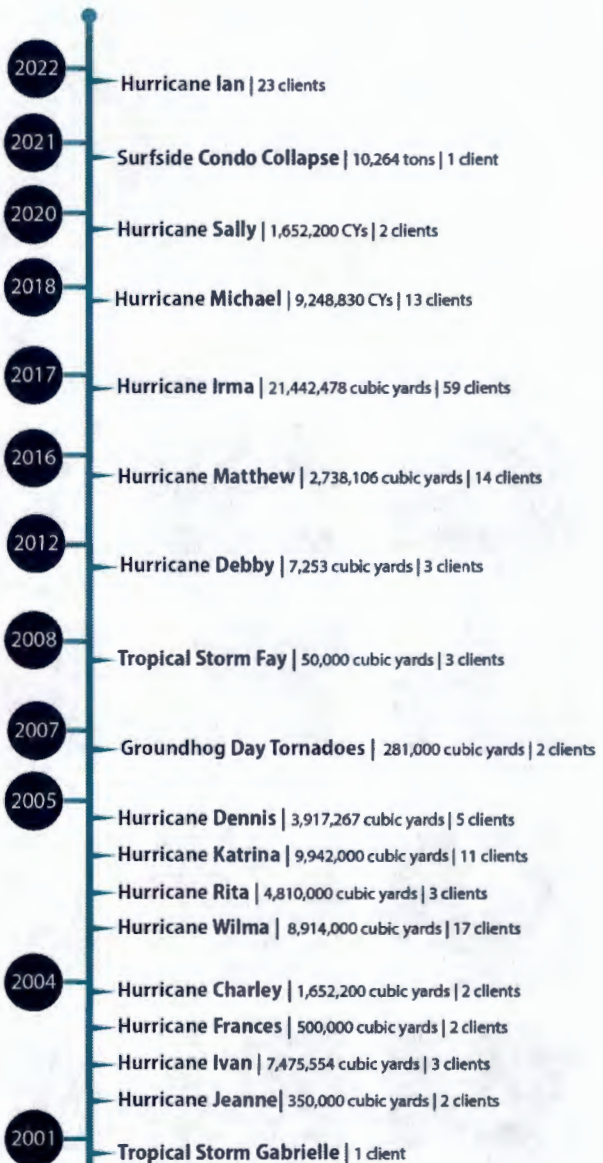 2022
Hurricane Ian | 23 clients
2021
Surfside Condo Collapse | 10,264 tons | 1 client
2020
Hurricane Sally | 1,652,200 CYs | 2 clients
2018
Hurricane Michael | 9,248,830 CYs | 13 clients
2017
Hurricane Irma | 21,442,478 cubic yards | 59 clients
2016
Hurricane Matthew | 2,738,106 cubic yards | 14 clients
2012
Hurricane Debby | 7,253 cubic yards | 3 clients
2008
Tropical Storm Fay | 50,000 cubic yards | 3 clients
2007
Groundhog Day Tornadoes | 281,000 cubic yards | 2 clients
2005
Hurricane Dennis | 3,917,267 cubic yards | 5 clients
Hurricane Katrina | 9,942,000 cubic yards | 11 clients
Hurricane Rita | 4,810,000 cubic yards | 3 clients
Hurricane Wilma | 8,914,000 cubic yards | 17 clients
2004
Hurricane Charley | 1,652,200 cubic yards | 2 clients
Hurricane Frances | 500,000 cubic yards | 2 clients
Hurricane Ivan | 7,475,554 cubic yards | 3 clients
Hurricane Jeanne| 350,000 cubic yards | 2 clients
2001
Tropical Storm Gabrielle | 1 client